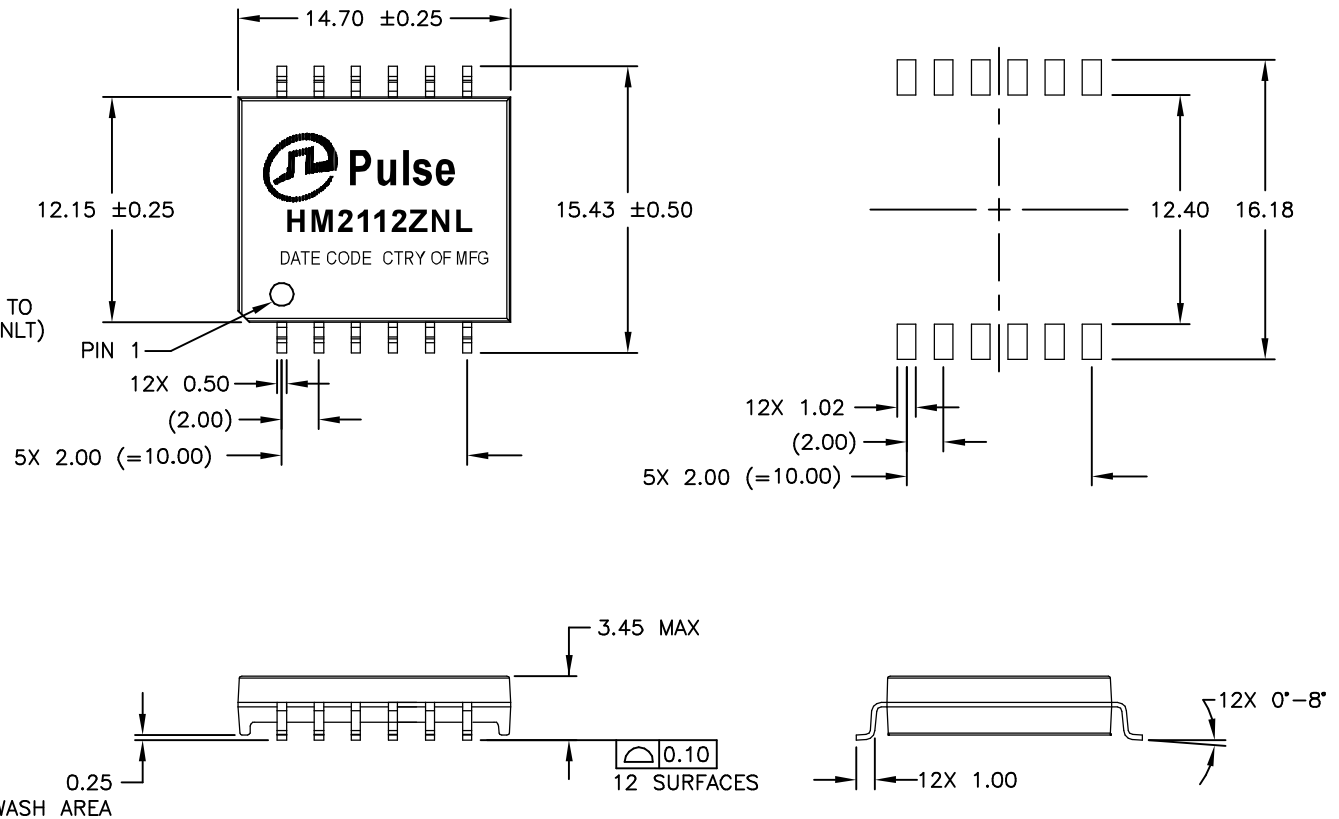 14.70 ±0.25
Pulse
HM2112ZNL
DATE CODE CTRY OF MFG
12.15 ±0.25
15.43 ±0.50
TO
NLT)
PIN 1
12X 0.50
(2.00)
5X 2.00 (=10.00)
12.40
16.18
12X 1.02
(2.00)
5X 2.00 (=10.00)
3.45 MAX
0.25
WASH AREA
0.10
12 SURFACES
12X 0°-8°
12X 1.00